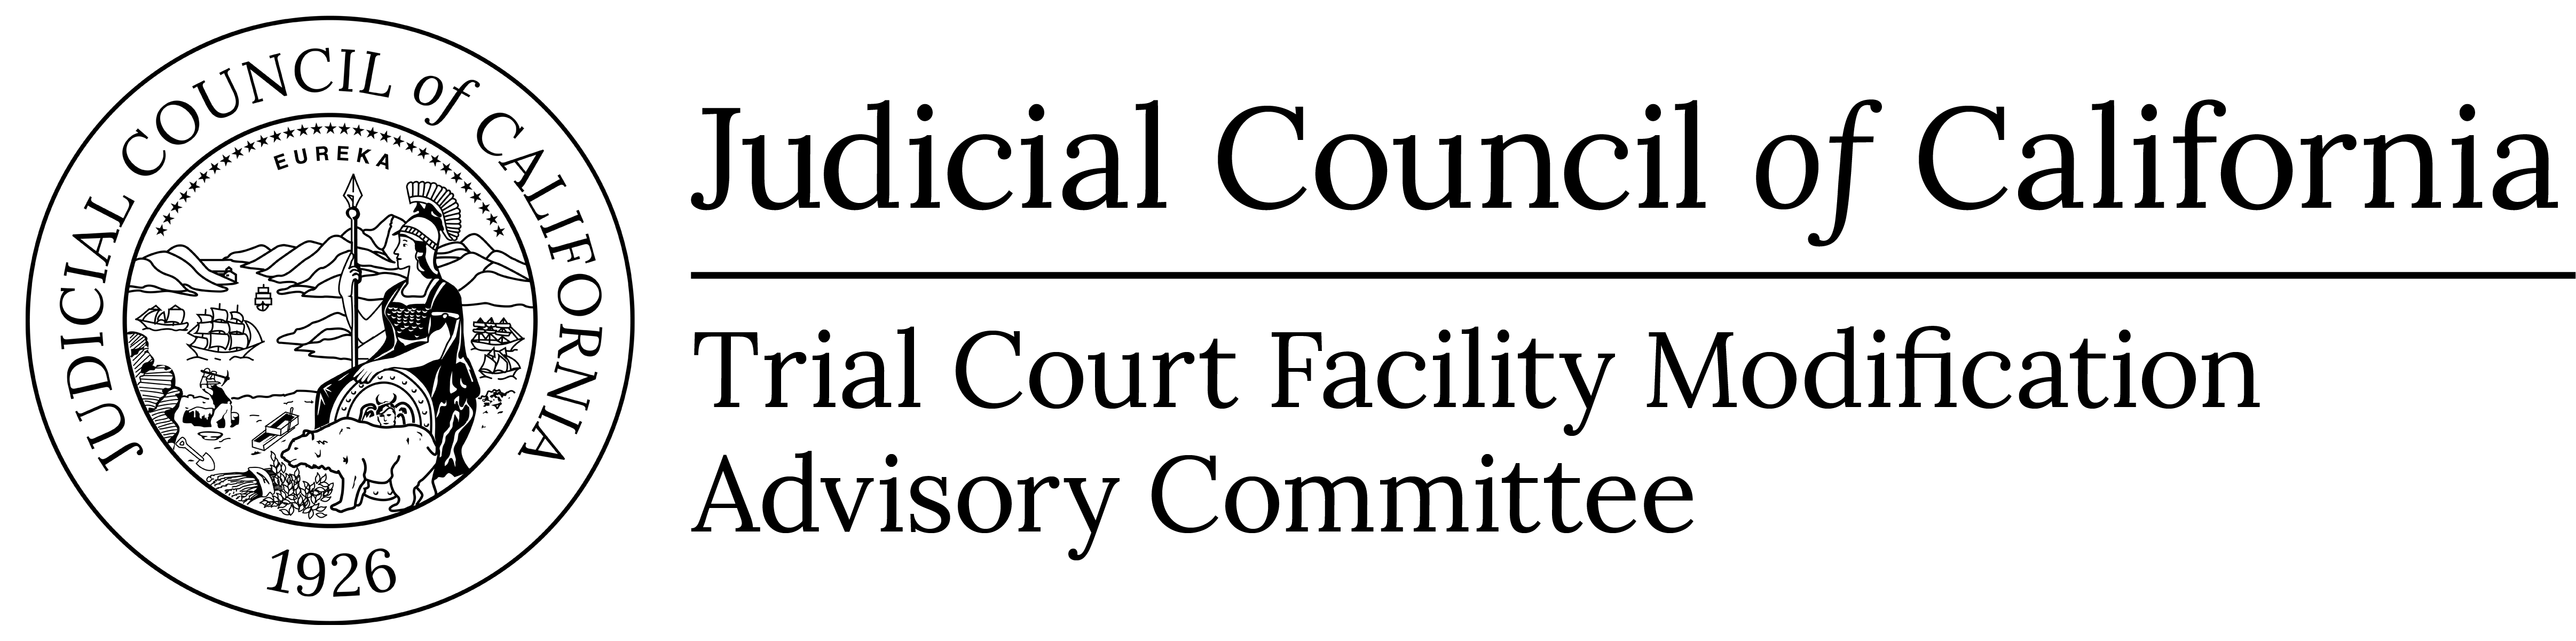 JUDICIAL COUNCIL of CALIFORNIA
EUREKA
1926
Judicial Council of California
Trial Court Facility Modification
Advisory Committee